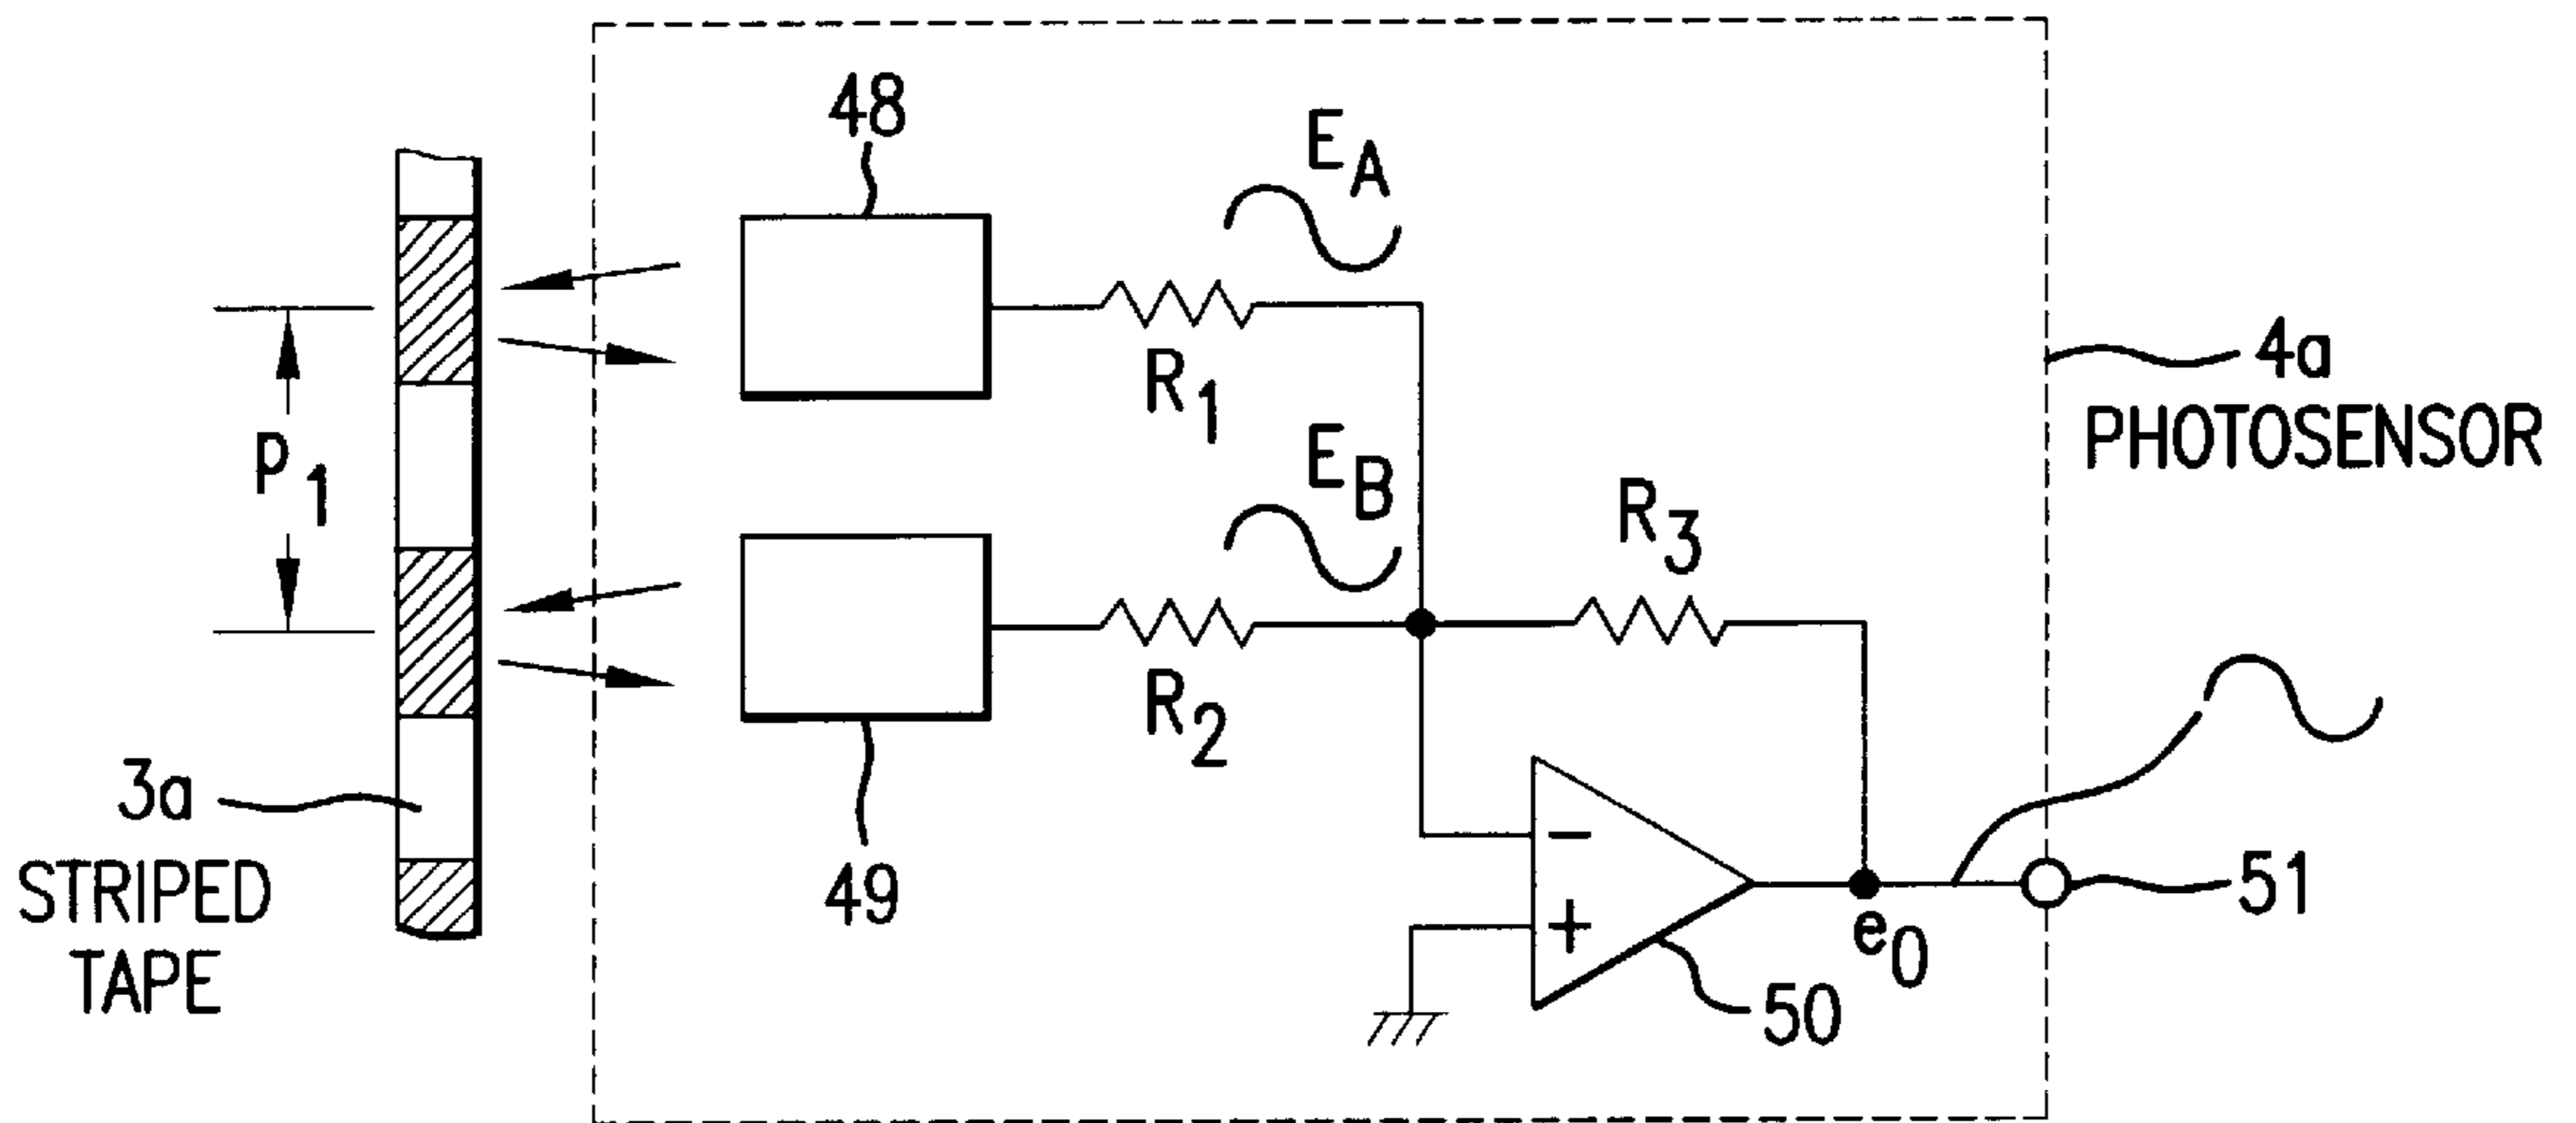 48
E_A
R_1
4a
PHOTOSENSOR
p_1
E_B
R_3
R_2
3a
STRIPED
TAPE
49
−
+
50
e_0
51